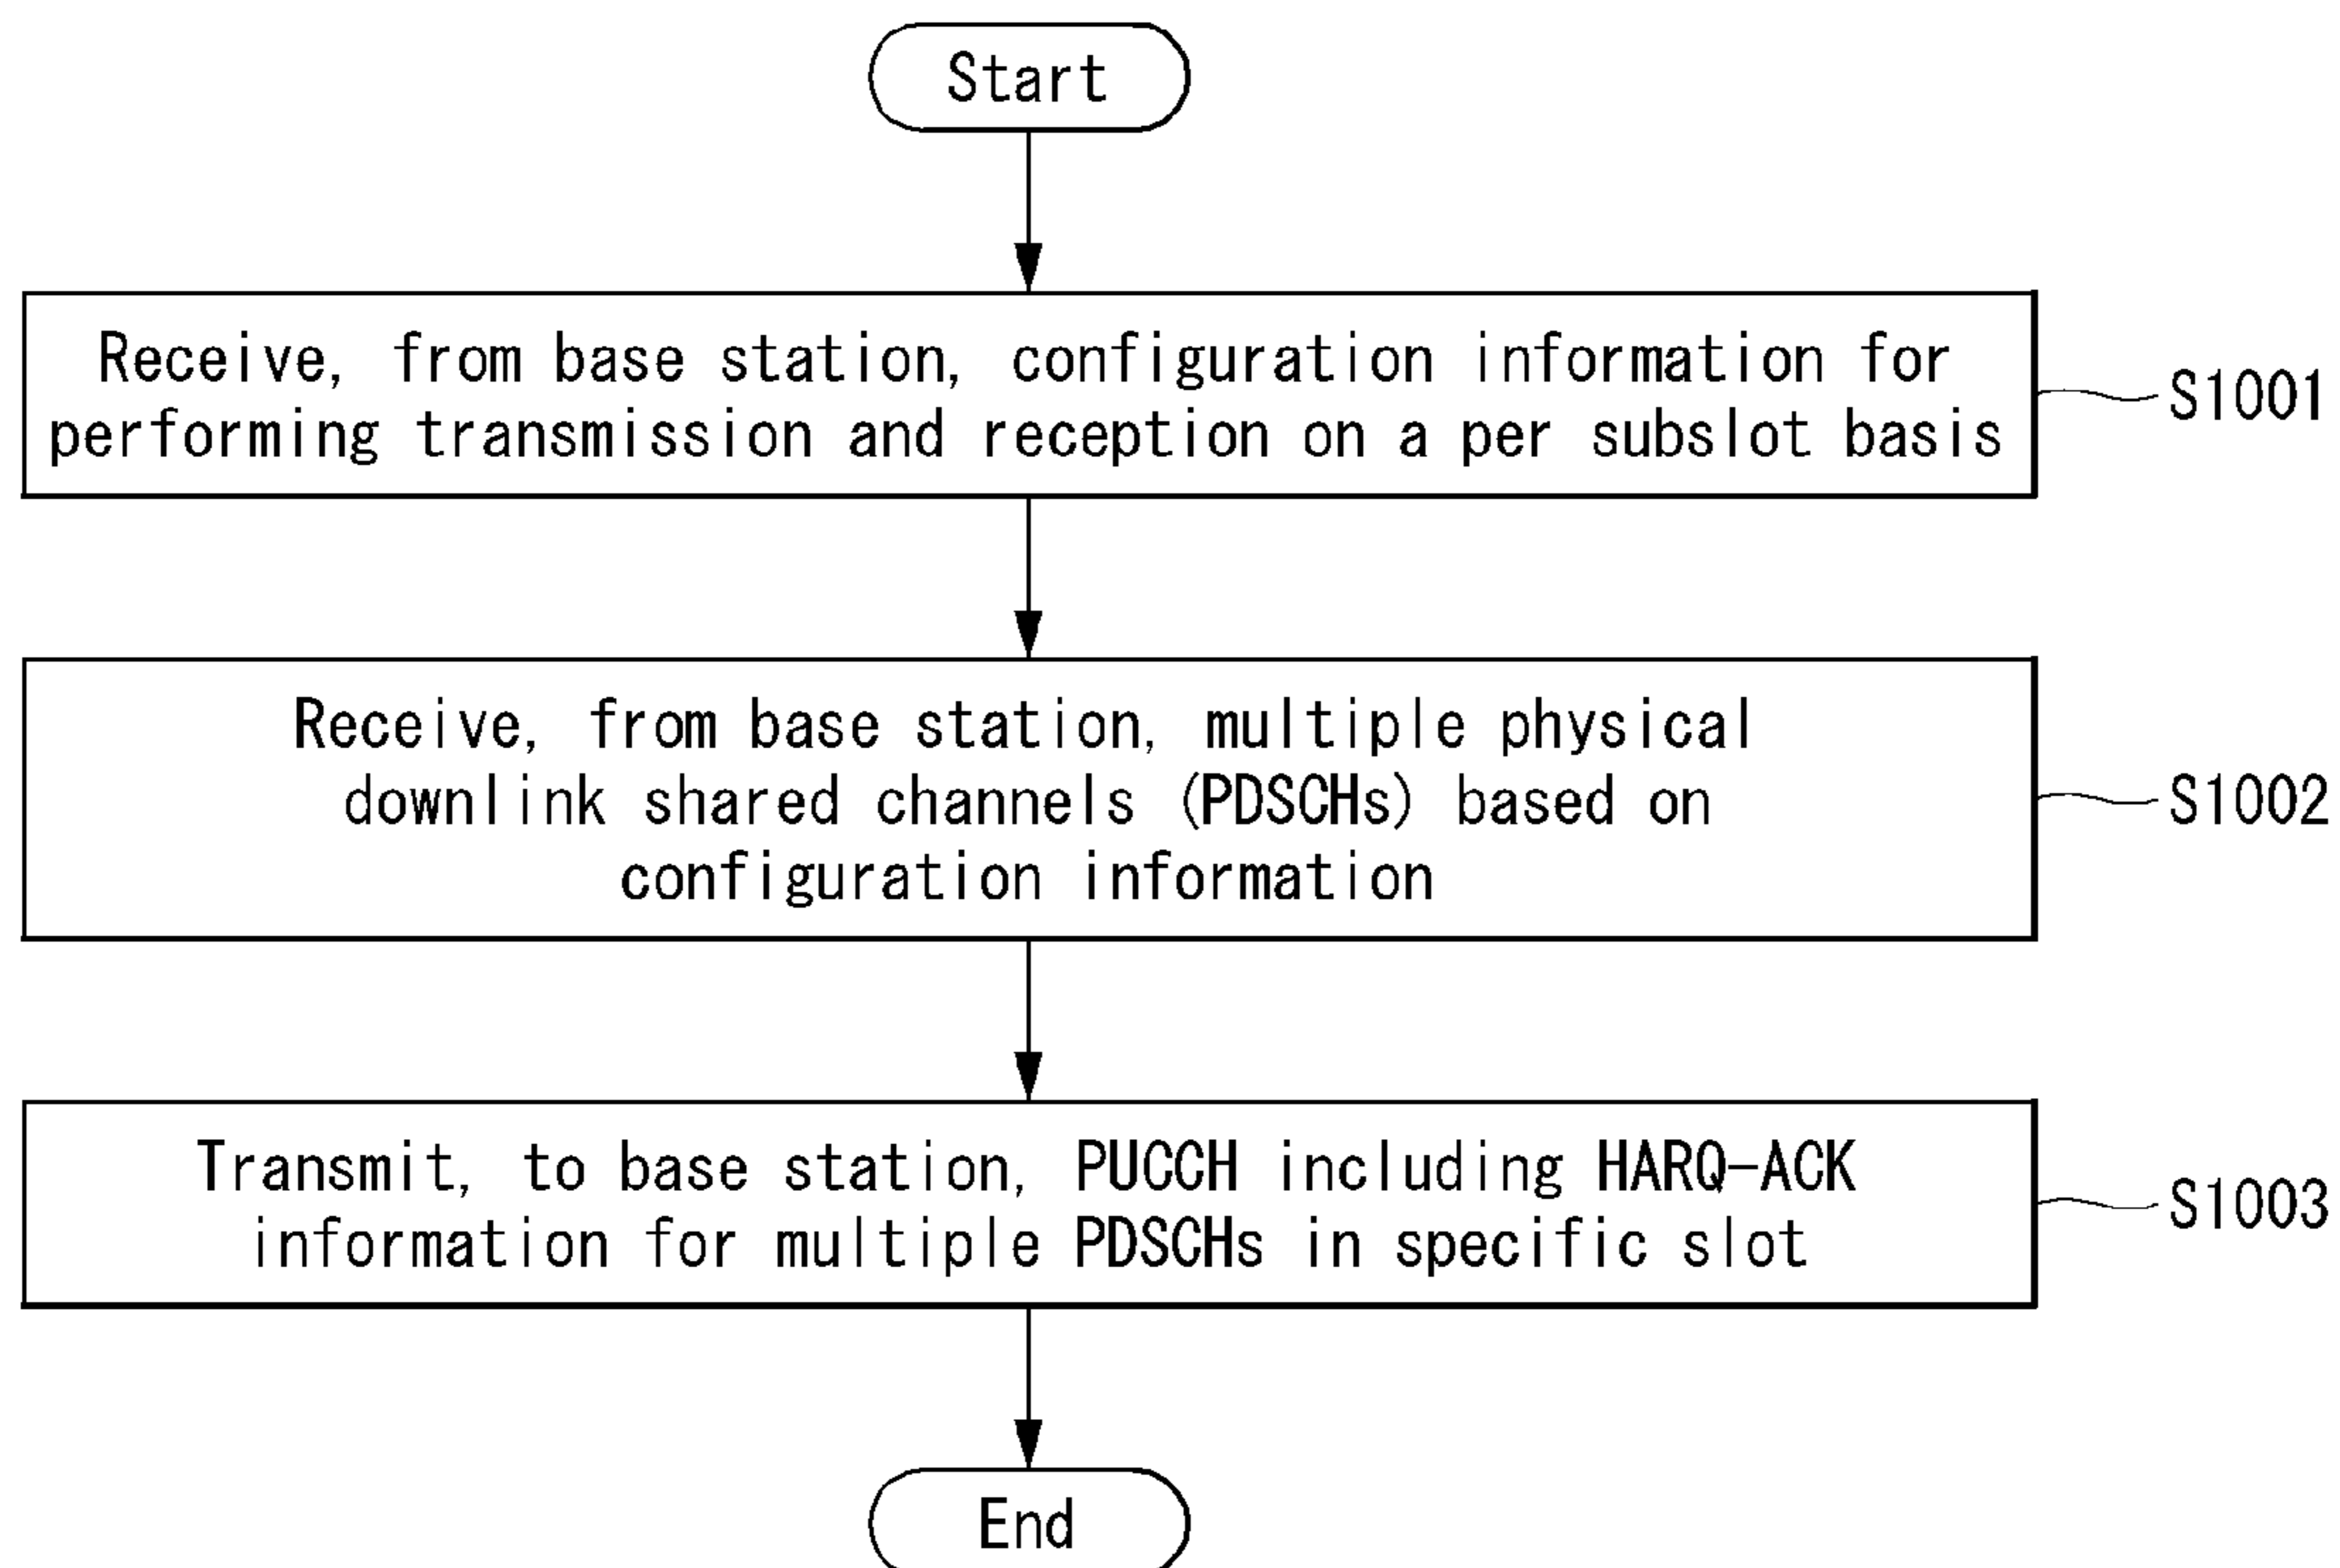 Start
Receive, from base station, configuration information for
performing transmission and reception on a per subslot basis
S1001
Receive, from base station, multiple physical
downlink shared channels (PDSCHs) based on
configuration information
S1002
Transmit, to base station, PUCCH including HARQ-ACK
information for multiple PDSCHs in specific slot
S1003
End